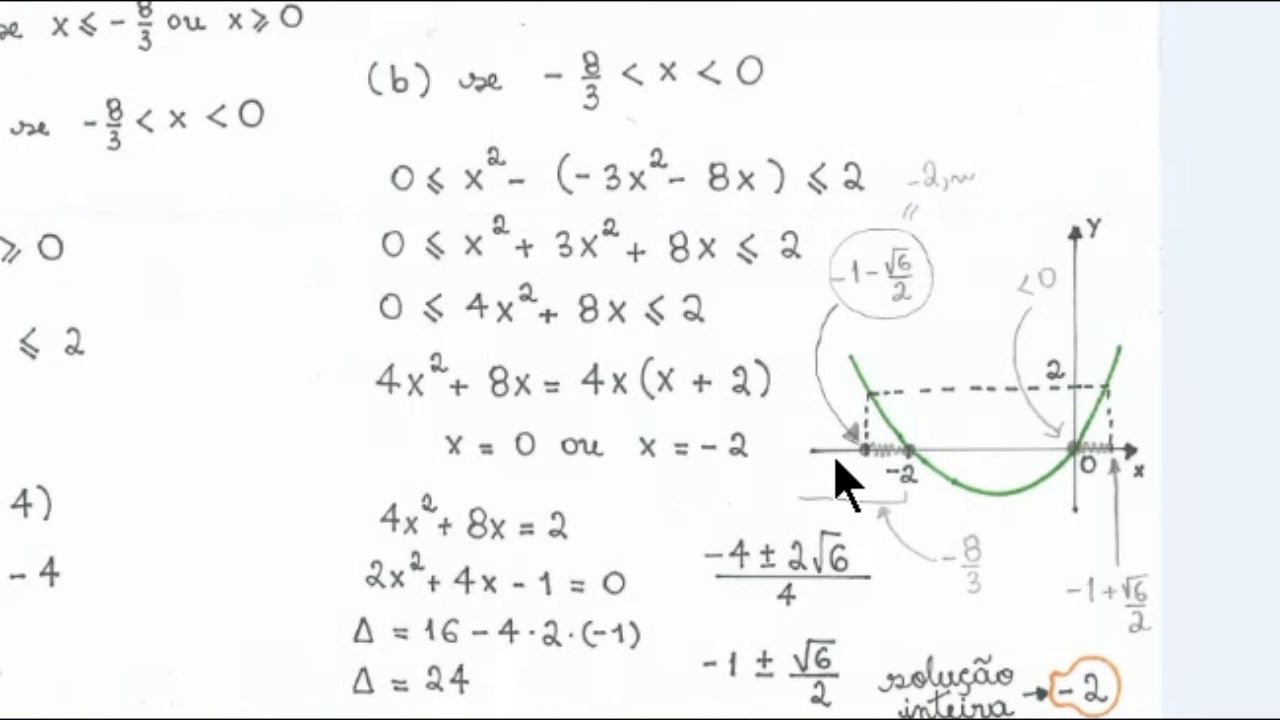 se x ⩽ - 8/3 ou x ⩾ 0
se - 8/3 < x < 0
⩾ 0
⩽ 2
4)
- 4
(b) se - 8/3 < x < 0
0 ⩽ x² - (- 3x² - 8x) ⩽ 2
0 ⩽ x² + 3x² + 8x ⩽ 2
0 ⩽ 4x² + 8x ⩽ 2
4x² + 8x = 4x(x + 2)
x = 0 ou x = - 2
4x² + 8x = 2
2x² + 4x - 1 = 0
Δ = 16 - 4 · 2 · (-1)
Δ = 24
(-4 ± 2√6)/4
-1 ± √6/2
-2,
=
-1 - √6/2
< 0
Y
2
-2
0
x
- 8/3
-1 + √6/2
solução
inteira → -2